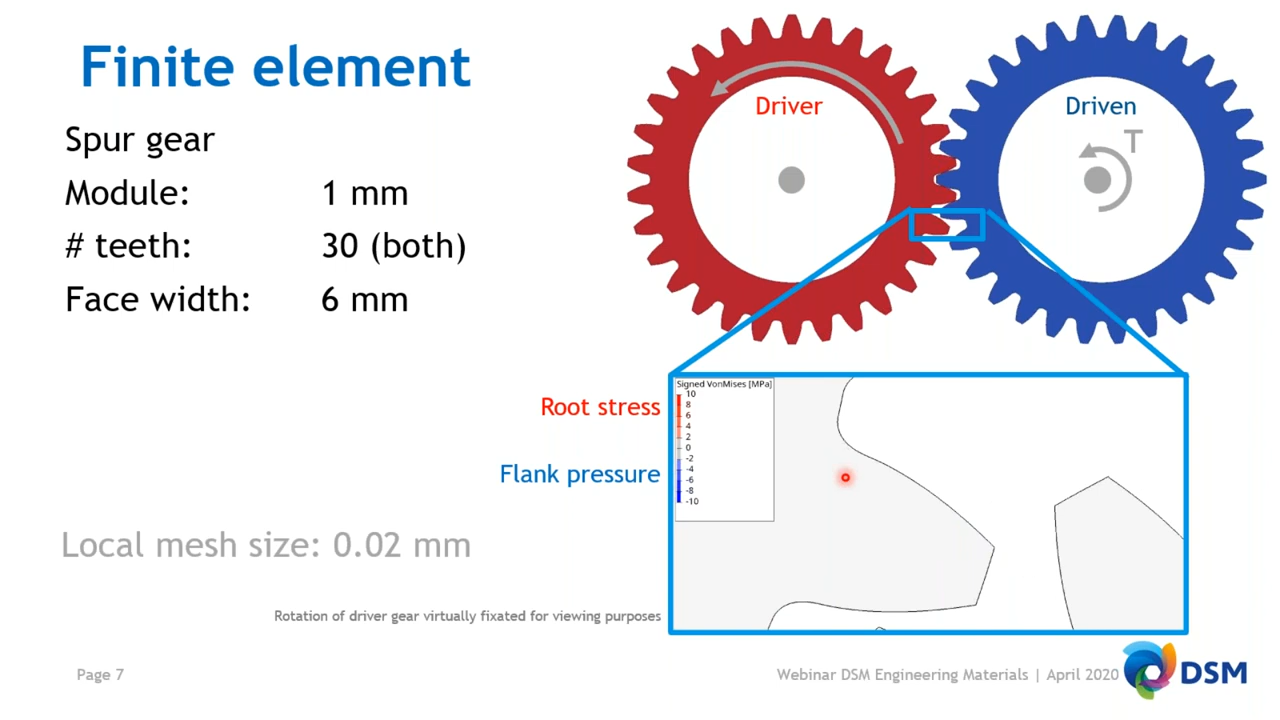 Finite element
Spur gear
Module: 1 mm
# teeth: 30 (both)
Face width: 6 mm
Driver
Driven
T
Root stress
Flank pressure
Signed VonMises [MPa]
10
8
6
4
2
0
-2
-4
-6
-8
-10
Local mesh size: 0.02 mm
Rotation of driver gear virtually fixated for viewing purposes
Page 7
Webinar DSM Engineering Materials | April 2020
DSM